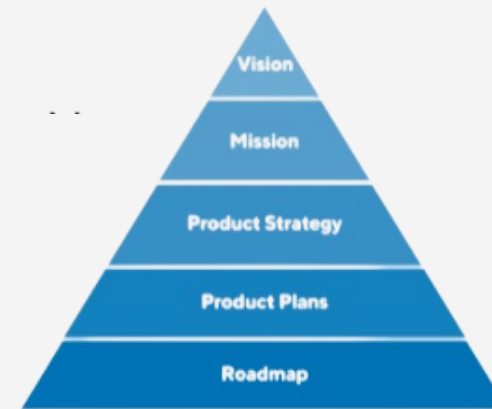 Vision
Mission
Product Strategy
Product Plans
Roadmap